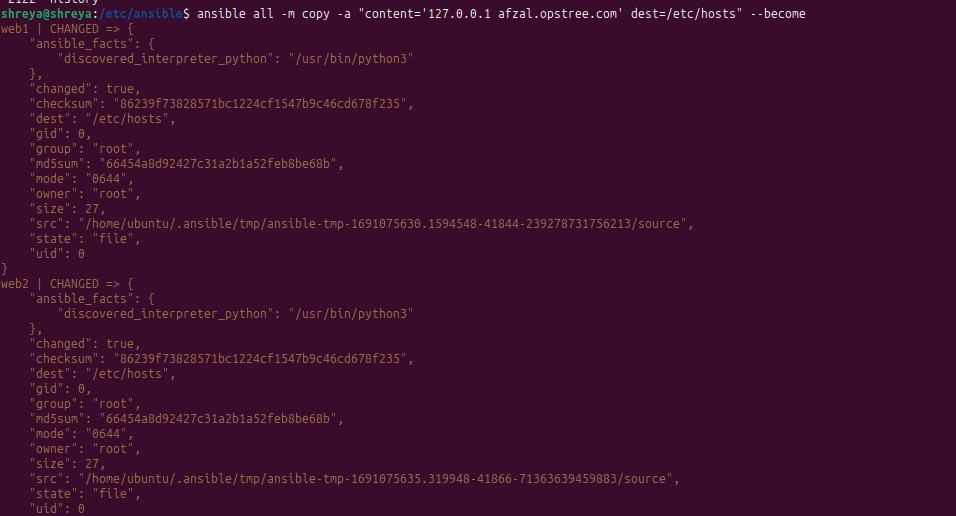 2122 history
shreya@shreya:/etc/ansible$ ansible all -m copy -a "content='127.0.0.1 afzal.opstree.com' dest=/etc/hosts" --become
web1 | CHANGED => {
    "ansible_facts": {
        "discovered_interpreter_python": "/usr/bin/python3"
    },
    "changed": true,
    "checksum": "86239f73828571bc1224cf1547b9c46cd678f235",
    "dest": "/etc/hosts",
    "gid": 0,
    "group": "root",
    "md5sum": "66454a8d92427c31a2b1a52feb8be68b",
    "mode": "0644",
    "owner": "root",
    "size": 27,
    "src": "/home/ubuntu/.ansible/tmp/ansible-tmp-1691075630.1594548-41844-239278731756213/source",
    "state": "file",
    "uid": 0
}
web2 | CHANGED => {
    "ansible_facts": {
        "discovered_interpreter_python": "/usr/bin/python3"
    },
    "changed": true,
    "checksum": "86239f73828571bc1224cf1547b9c46cd678f235",
    "dest": "/etc/hosts",
    "gid": 0,
    "group": "root",
    "md5sum": "66454a8d92427c31a2b1a52feb8be68b",
    "mode": "0644",
    "owner": "root",
    "size": 27,
    "src": "/home/ubuntu/.ansible/tmp/ansible-tmp-1691075635.319948-41866-71363639459883/source",
    "state": "file",
    "uid": 0